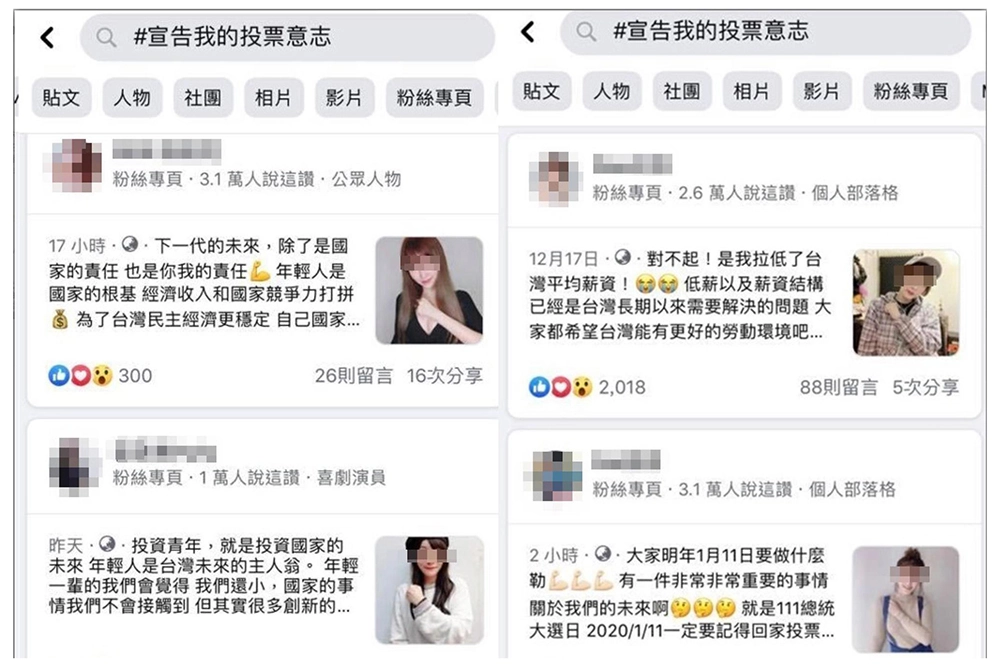 #宣告我的投票意志
貼文 人物 社團 相片 影片 粉絲專頁
粉絲專頁·3.1 萬人說這讚·公眾人物
17 小時· ·下一代的未來，除了是國
家的責任 也是你我的責任💪 年輕人是
國家的根基 經濟收入和國家競爭力打拼
💰 為了台灣民主經濟更穩定 自己國家...
300 26則留言 16次分享
粉絲專頁·1 萬人說這讚·喜劇演員
昨天· ·投資青年，就是投資國家的
未來 年輕人是台灣未來的主人翁。 年輕
一輩的我們會覺得 我們還小，國家的事
情我們不會接觸到 但其實很多創新的...
#宣告我的投票意志
貼文 人物 社團 相片 影片 粉絲專頁
粉絲專頁·2.6 萬人說這讚·個人部落格
12月17日· ·對不起！是我拉低了台
灣平均薪資！😭😭 低薪以及薪資結構
已經是台灣長期以來需要解決的問題 大
家都希望台灣能有更好的勞動環境吧...
2,018 88則留言 5次分享
粉絲專頁·3.1 萬人說這讚·個人部落格
2 小時· ·大家明年1月11日要做什麼
勒💪💪💪 有一件非常非常重要的事情
關於我們的未來啊🤔🤔🤔 就是111總統
大選日 2020/1/11一定要記得回家投票...